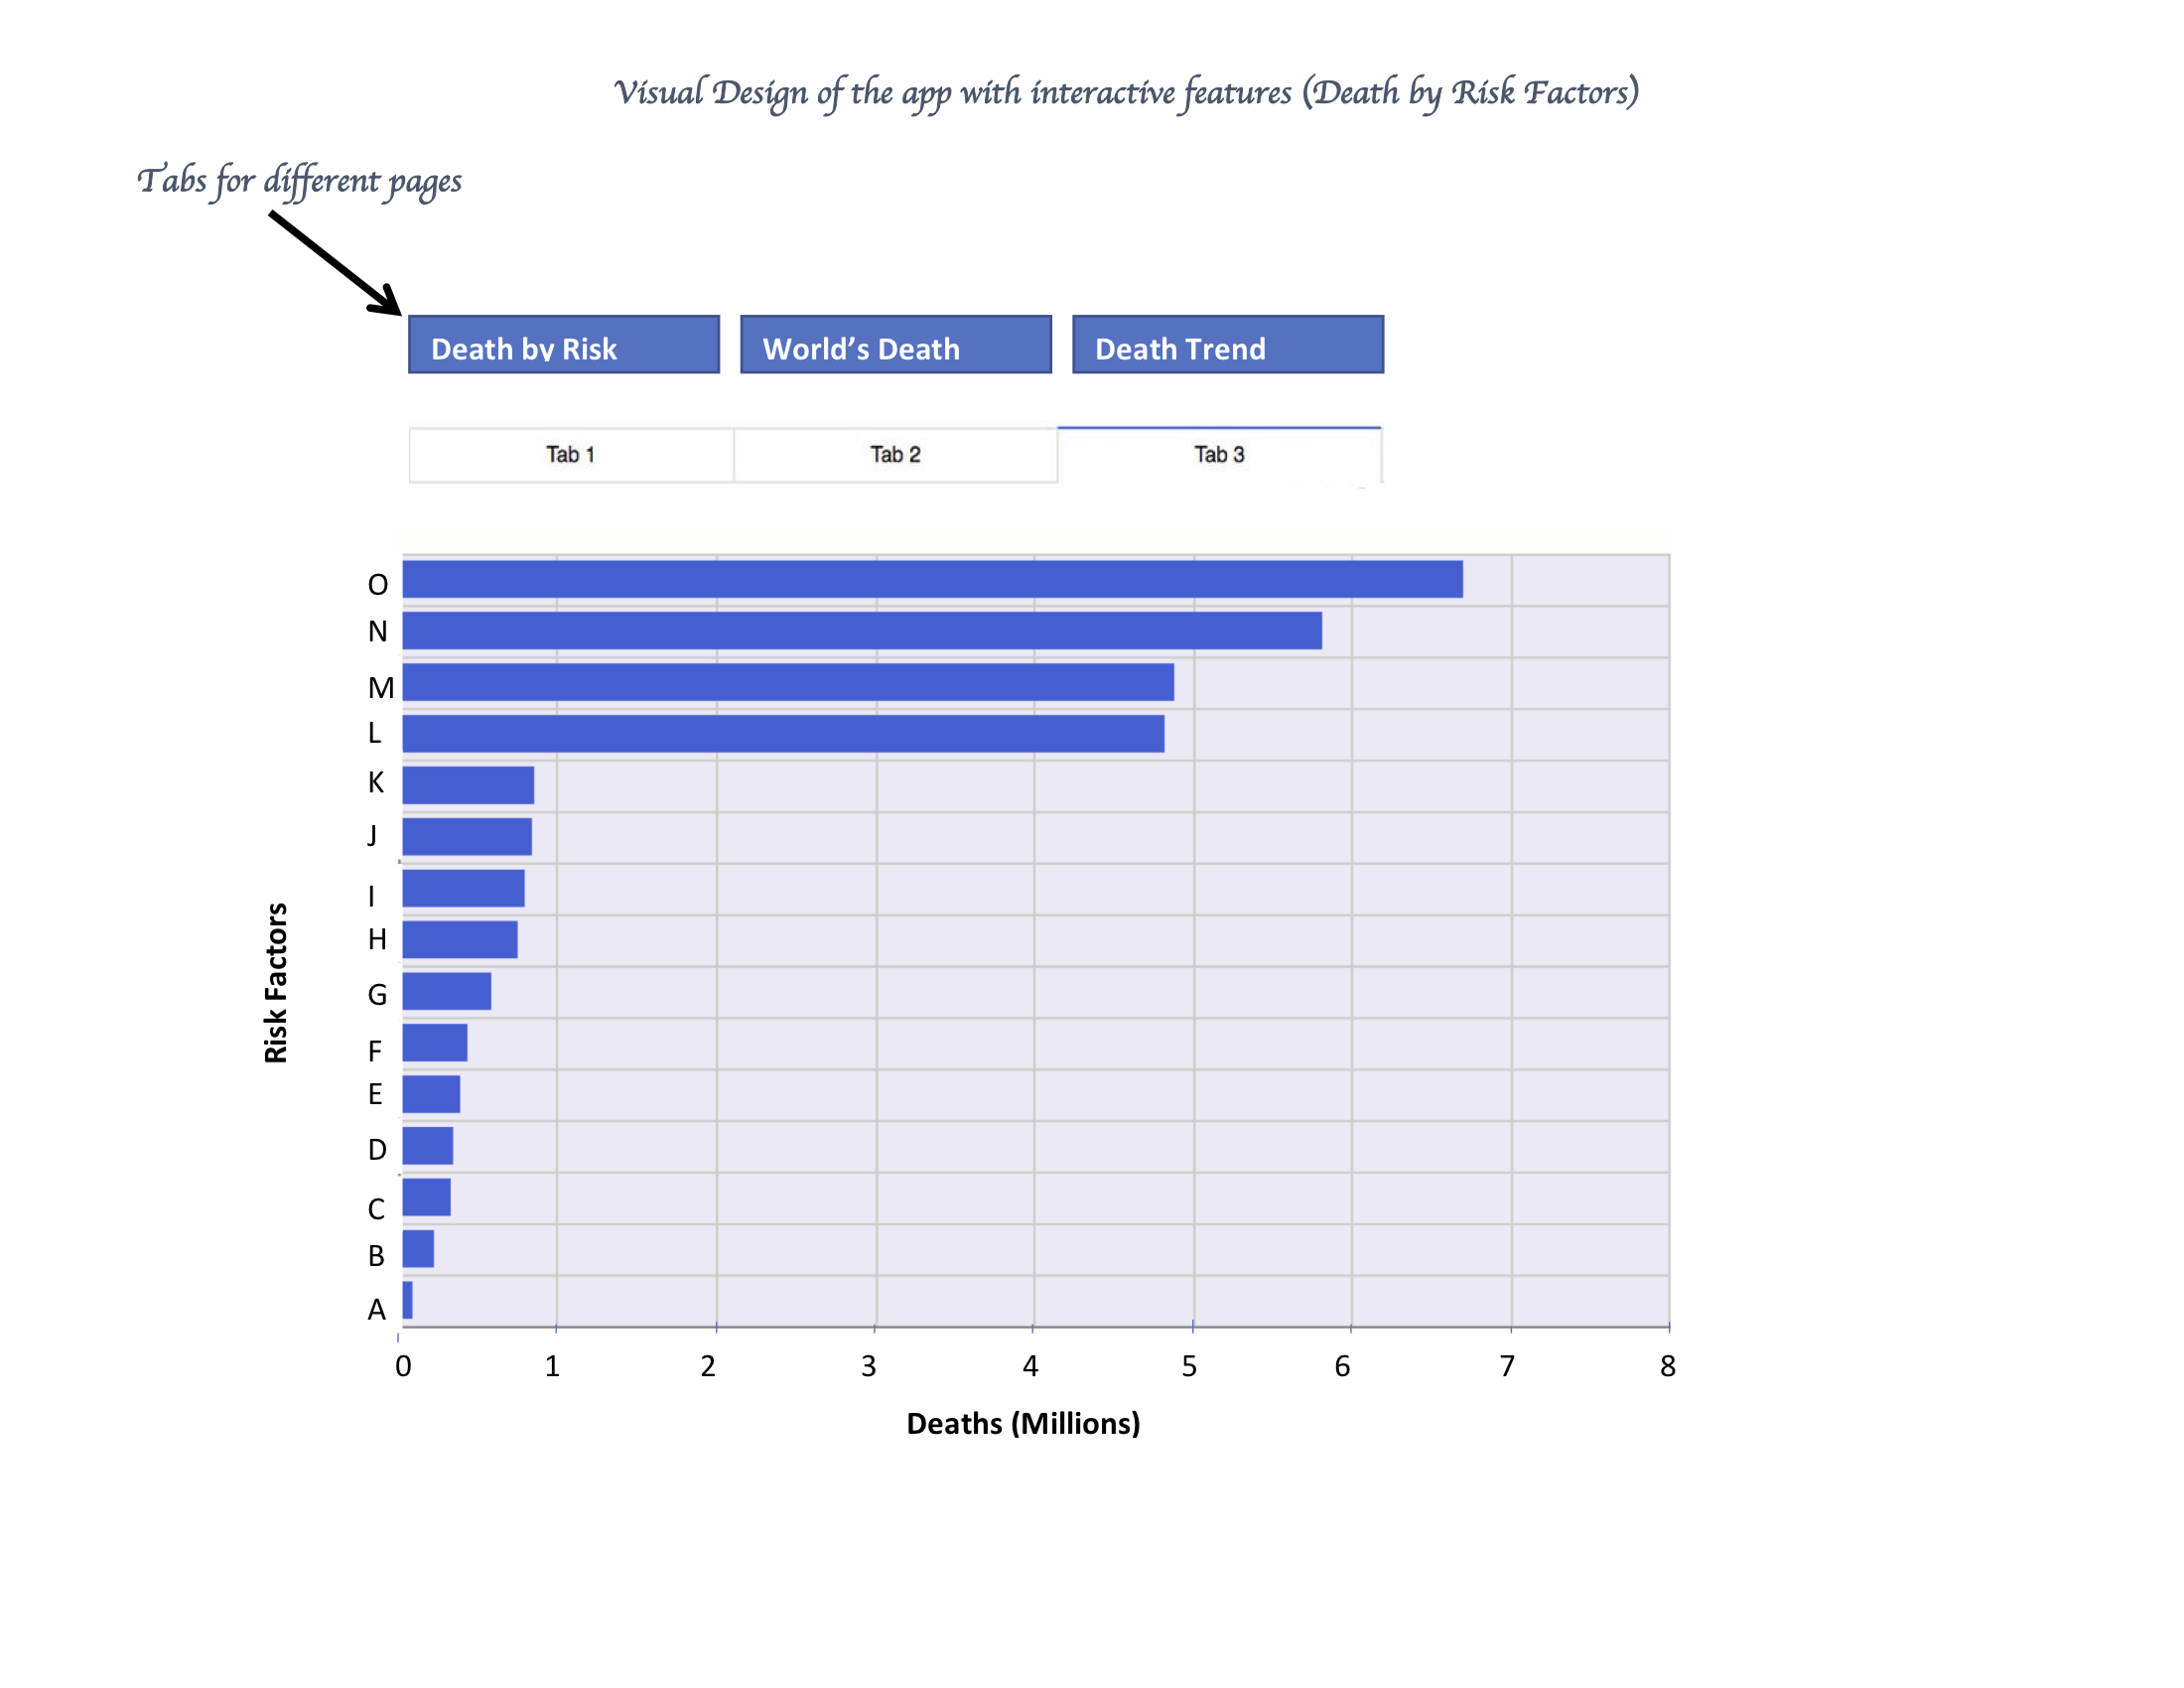 Visual Design of the app with interactive features (Death by Risk Factors)
Tabs for different pages
Death by Risk
World’s Death
Death Trend
Tab 1
Tab 2
Tab 3
O
N
M
L
K
J
I
H
G
F
E
D
C
B
A
Risk Factors
0 1 2 3 4 5 6 7 8
Deaths (Millions)